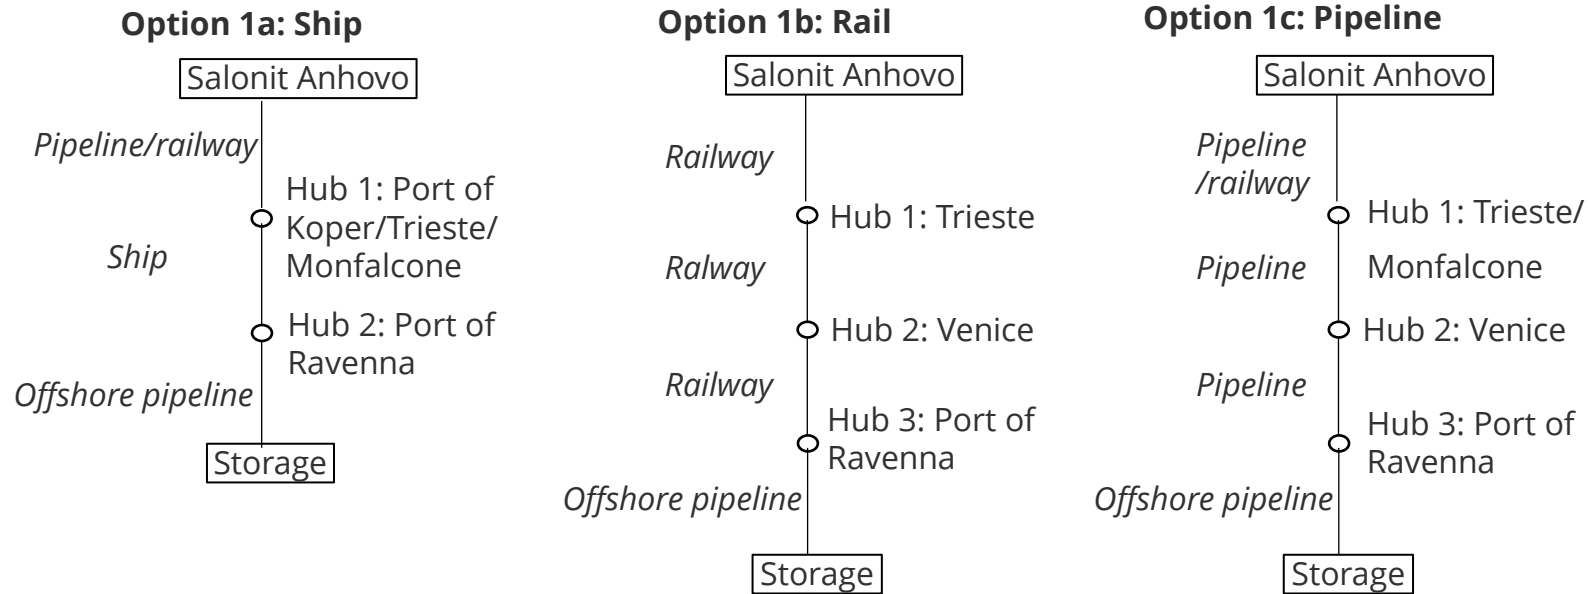 Option 1a: Ship
Salonit Anhovo
Pipeline/railway
Hub 1: Port of
Koper/Trieste/
Monfalcone
Ship
Hub 2: Port of
Ravenna
Offshore pipeline
Storage
Option 1b: Rail
Salonit Anhovo
Railway
Hub 1: Trieste
Ralway
Hub 2: Venice
Railway
Hub 3: Port of
Ravenna
Offshore pipeline
Storage
Option 1c: Pipeline
Salonit Anhovo
Pipeline
/railway
Hub 1: Trieste/
Monfalcone
Pipeline
Hub 2: Venice
Pipeline
Hub 3: Port of
Ravenna
Offshore pipeline
Storage